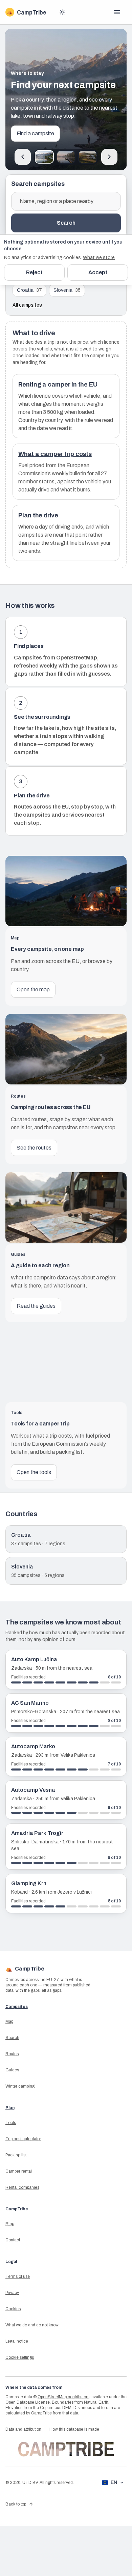 CampTribe
Where to stay
Find your next campsite
Pick a country, then a region, and see every
campsite in it with the distance to the nearest
lake, town and railway stop.
Find a campsite
Search campsites
Name, region or a place nearby
Search
Nothing optional is stored on your device until you
choose
No analytics or advertising cookies. What we store
Reject
Accept
Croatia 37
Slovenia 35
All campsites
What to drive
What decides a trip is not the price: which licence
covers the vehicle, what it is allowed to weigh
once loaded, and whether it fits the campsite you
are heading for.
Renting a camper in the EU
Which licence covers which vehicle, and
what changes the moment it weighs
more than 3 500 kg when loaded.
Country by country, with the rule we read
and the date we read it.
What a camper trip costs
Fuel priced from the European
Commission's weekly bulletin for all 27
member states, against the vehicle you
actually drive and what it burns.
Plan the drive
Where a day of driving ends, and which
campsites are near that point rather
than near the straight line between your
two ends.
How this works
1
Find places
Campsites from OpenStreetMap,
refreshed weekly, with the gaps shown as
gaps rather than filled in with guesses.
2
See the surroundings
How far the lake is, how high the site sits,
whether a train stops within walking
distance — computed for every
campsite.
3
Plan the drive
Routes across the EU, stop by stop, with
the campsites and services nearest
each stop.
Map
Every campsite, on one map
Pan and zoom across the EU, or browse by
country.
Open the map
Routes
Camping routes across the EU
Curated routes, stage by stage: what each
one is for, and the campsites near every stop.
See the routes
Guides
A guide to each region
What the campsite data says about a region:
what is there, and what is near it.
Read the guides
Tools
Tools for a camper trip
Work out what a trip costs, with fuel priced
from the European Commission's weekly
bulletin, and build a packing list.
Open the tools
Countries
Croatia
37 campsites · 7 regions
Slovenia
35 campsites · 5 regions
The campsites we know most about
Ranked by how much has actually been recorded about
them, not by any opinion of ours.
Auto Kamp Lučina
Zadarska · 30 m from the nearest sea
Facilities recorded
8 of 10
AC San Marino
Primorsko-Goranska · 207 m from the nearest sea
Facilities recorded
8 of 10
Autocamp Marko
Zadarska · 293 m from Velika Paklenica
Facilities recorded
7 of 10
Autocamp Vesna
Zadarska · 256 m from Velika Paklenica
Facilities recorded
6 of 10
Amadria Park Trogir
Splitsko-Dalmatinska · 170 m from the nearest
sea
Facilities recorded
6 of 10
Glamping Krn
Kobarid · 2.8 km from Jezero v Lužnici
Facilities recorded
5 of 10
CampTribe
Campsites across the EU-27, with what is
around each one — measured from published
data, with the gaps left as gaps.
Campsites
Map
Search
Routes
Guides
Winter camping
Plan
Tools
Trip cost calculator
Packing list
Camper rental
Rental companies
CampTribe
Blog
Contact
Legal
Terms of use
Privacy
Cookies
What we do and do not know
Legal notice
Cookie settings
Where the data comes from
Campsite data © OpenStreetMap contributors, available under the
Open Database License. Boundaries from Natural Earth.
Elevation from the Copernicus DEM. Distances and terrain are
calculated by CampTribe from that data.
Data and attribution
How this database is made
CAMPTRIBE
© 2026 UTG BV. All rights reserved.
EN
Back to top